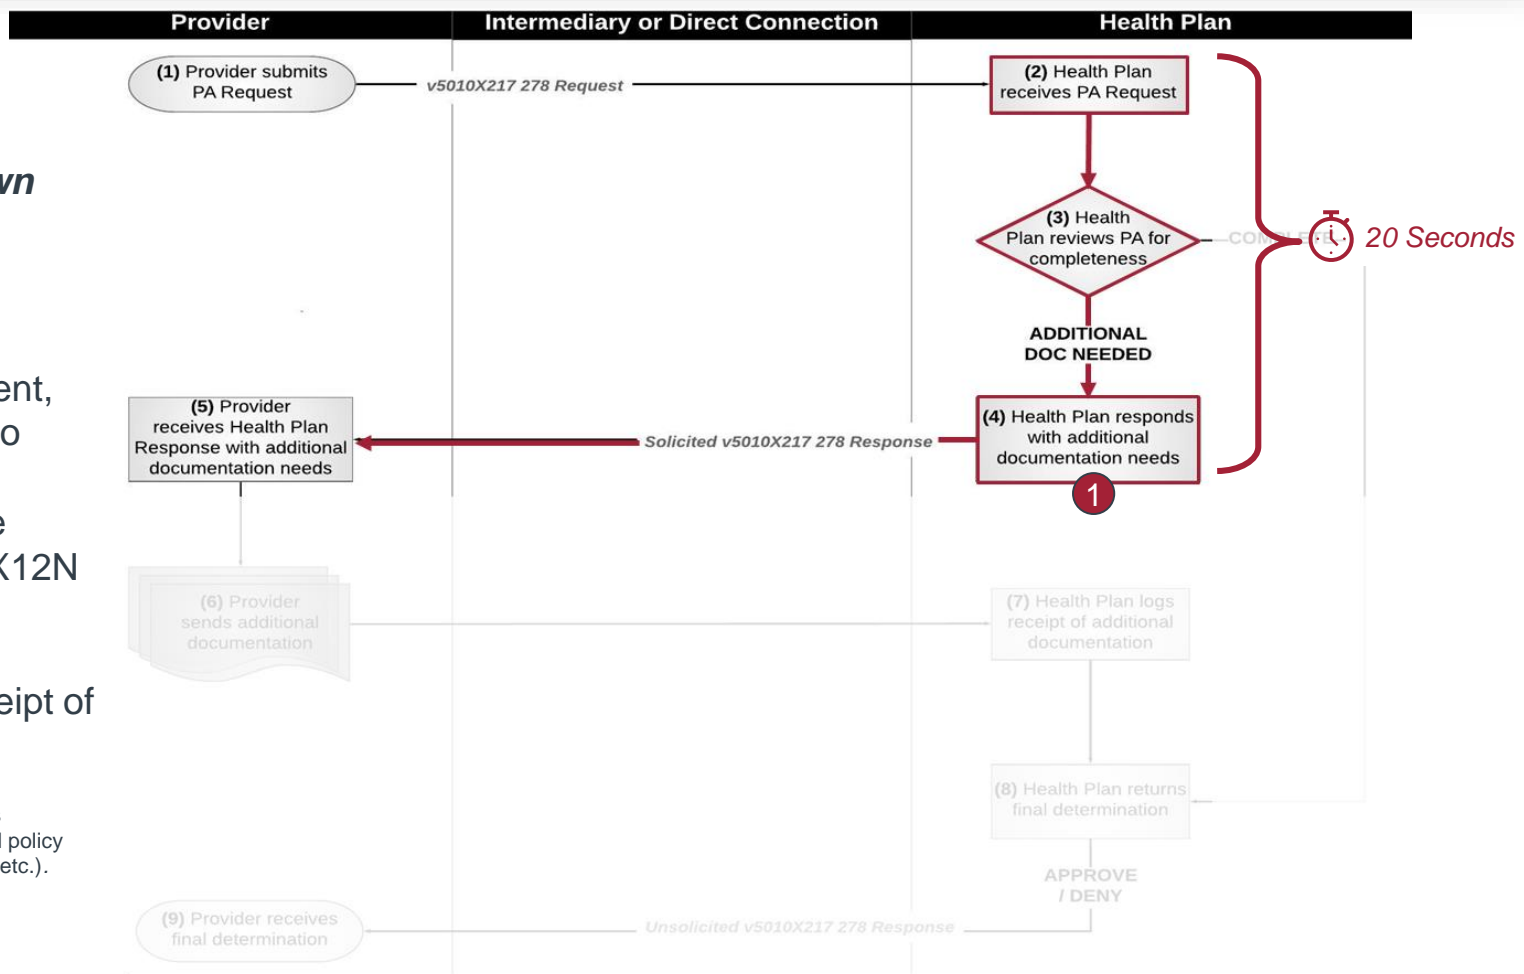 Provider
Intermediary or Direct Connection
Health Plan
(1) Provider submits
PA Request
v5010X217 278 Request
(2) Health Plan
receives PA Request
wn
(3) Health
Plan reviews PA for
completeness
COMPLETE
20 Seconds
ADDITIONAL
DOC NEEDED
ent,
o
(5) Provider
receives Health Plan
Response with additional
documentation needs
Solicited v5010X217 278 Response
(4) Health Plan responds
with additional
documentation needs
1
e
X12N
(6) Provider
sends additional
documentation
(7) Health Plan logs
receipt of additional
documentation
eipt of
(8) Health Plan returns
final determination
policy
etc.).
APPROVE
/ DENY
(9) Provider receives
final determination
Unsolicited v5010X217 278 Response